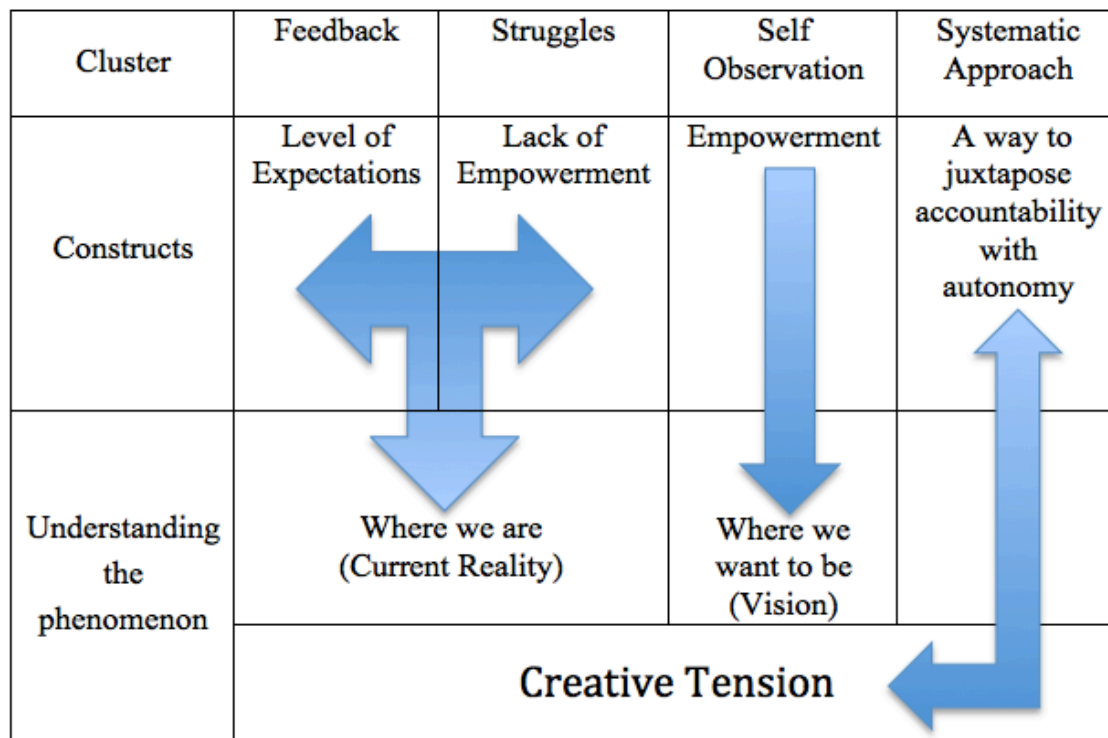 Cluster
Feedback
Struggles
Self
Observation
Systematic
Approach
Constructs
Level of
Expectations
Lack of
Empowerment
Empowerment
A way to
juxtapose
accountability
with
autonomy
Understanding
the
phenomenon
Where we are
(Current Reality)
Where we
want to be
(Vision)
Creative Tension